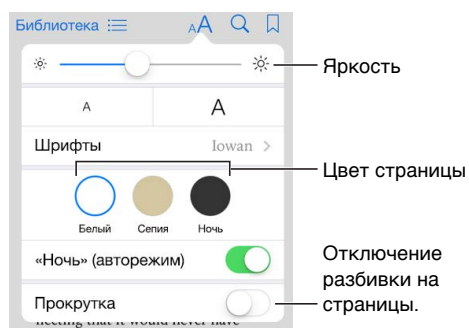 Библиотека AA
Яркость
A A
Шрифты Iowan >
Цвет страницы
Белый Сепия Ночь
«Ночь» (авторежим)
Отключение
разбивки на
страницы.
Прокрутка
that it would never have